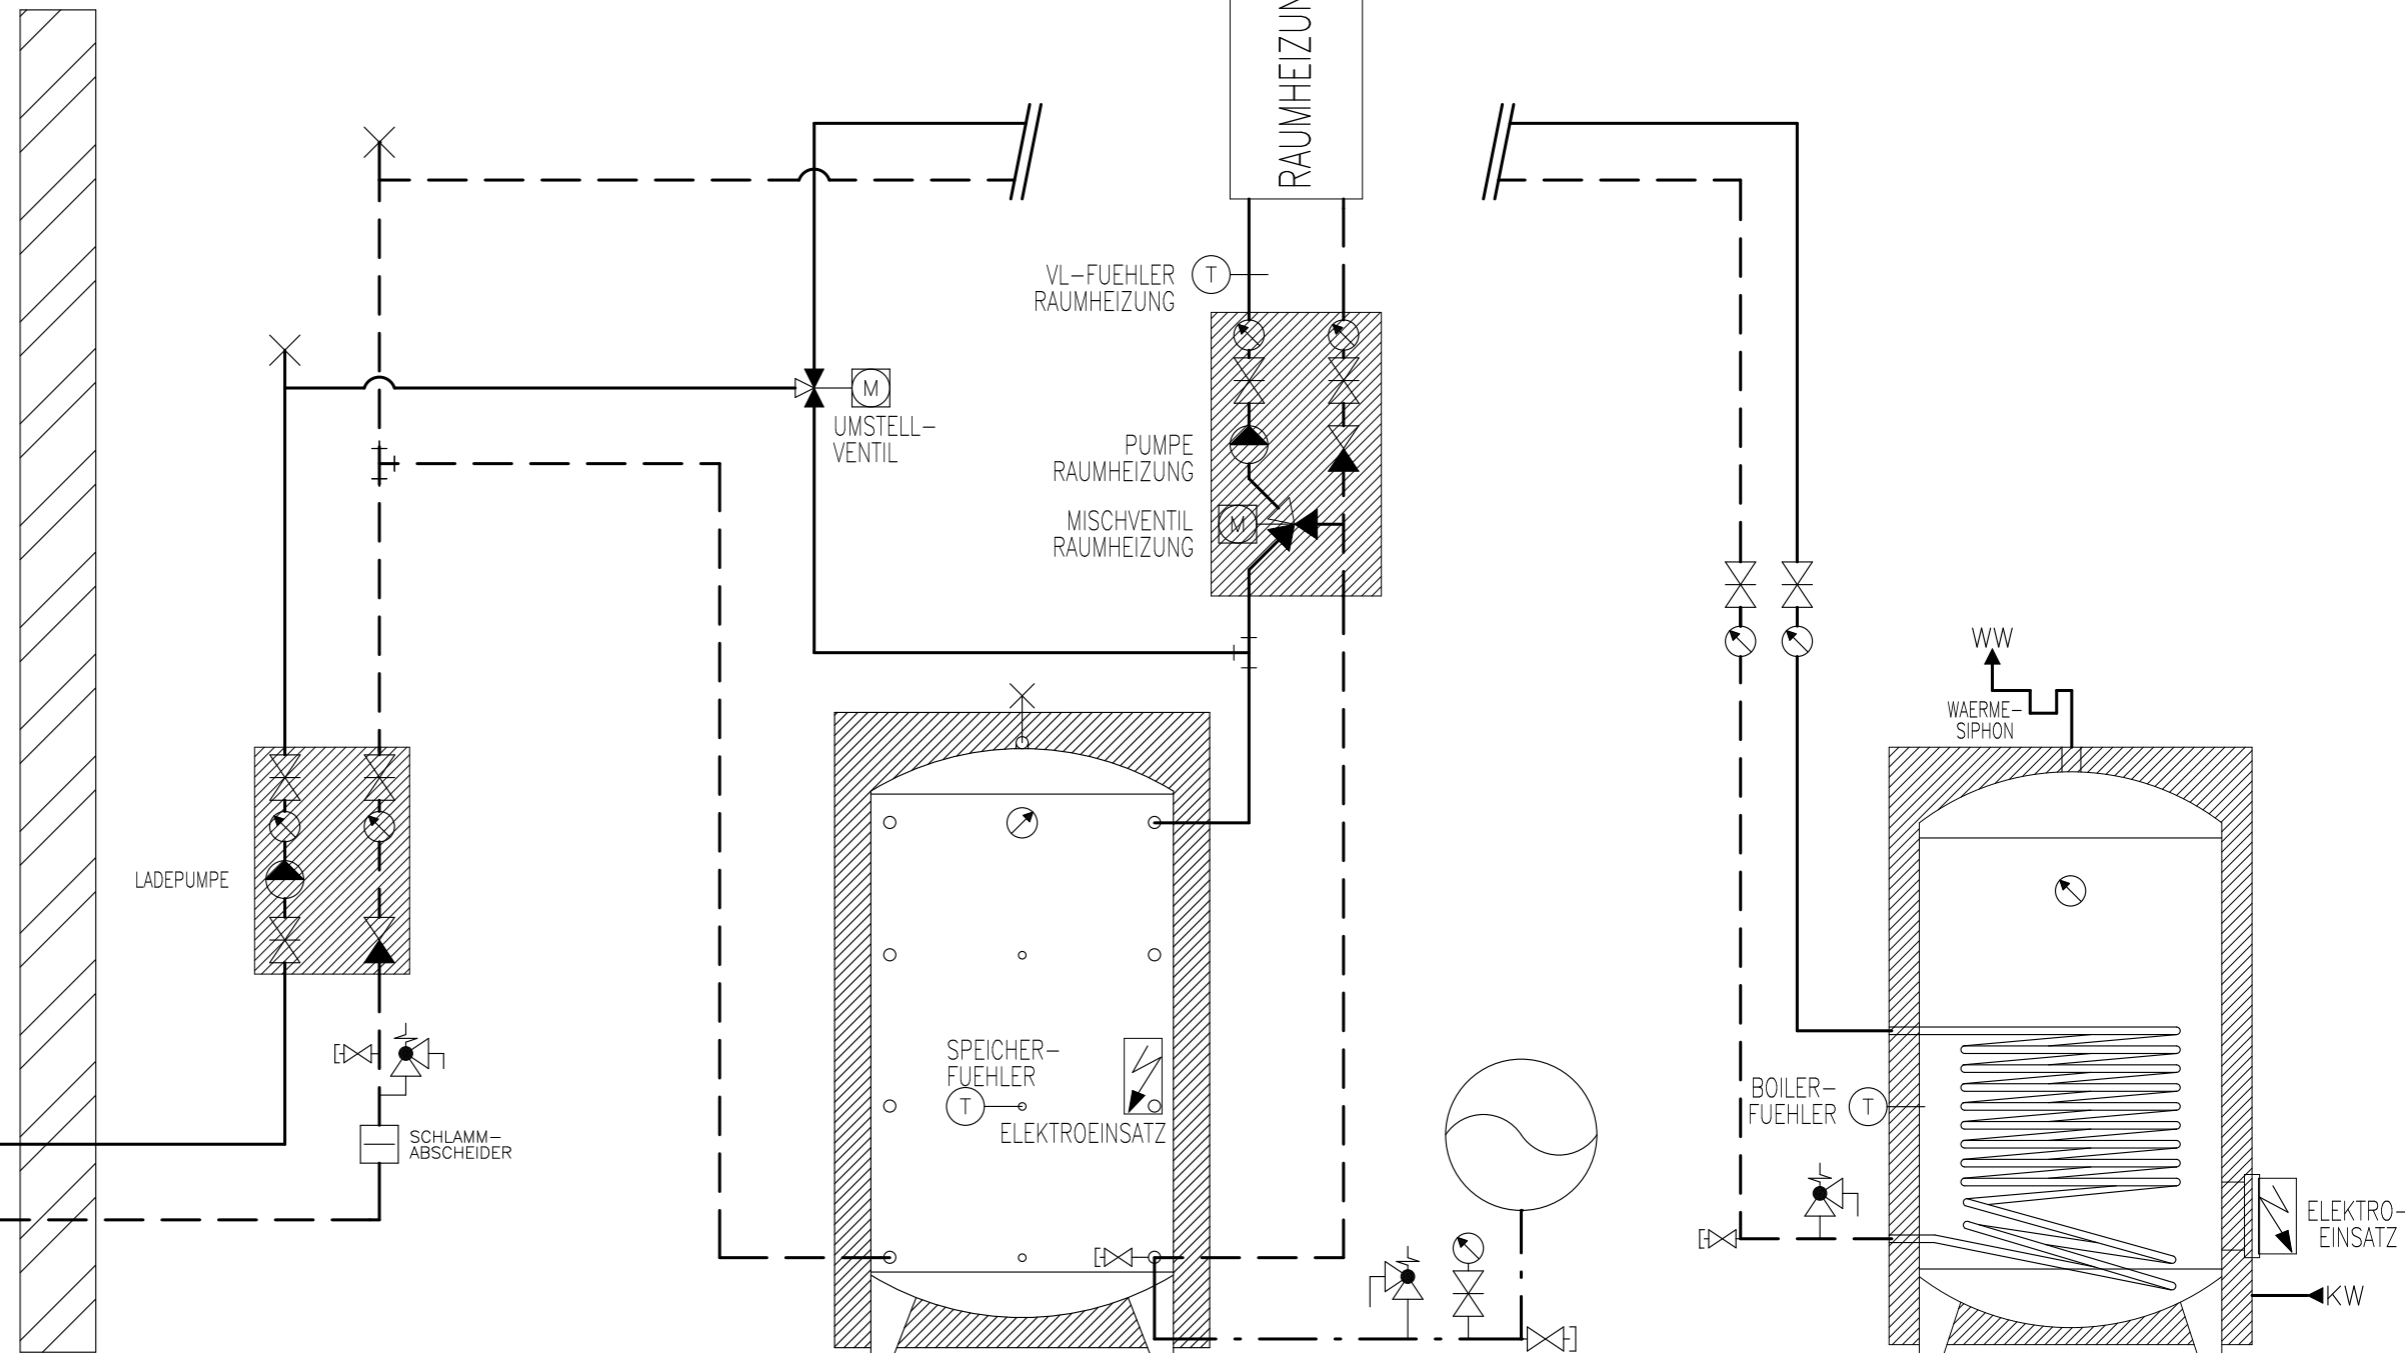 RAUMHEIZUN
VL-FUEHLER
RAUMHEIZUNG
T
M
UMSTELL-
VENTIL
PUMPE
RAUMHEIZUNG
MISCHVENTIL
RAUMHEIZUNG
M
WW
WAERME-
SIPHON
LADEPUMPE
SPEICHER-
FUEHLER
T
ELEKTROEINSATZ
SCHLAMM-
ABSCHEIDER
BOILER-
FUEHLER
T
ELEKTRO-
EINSATZ
KW